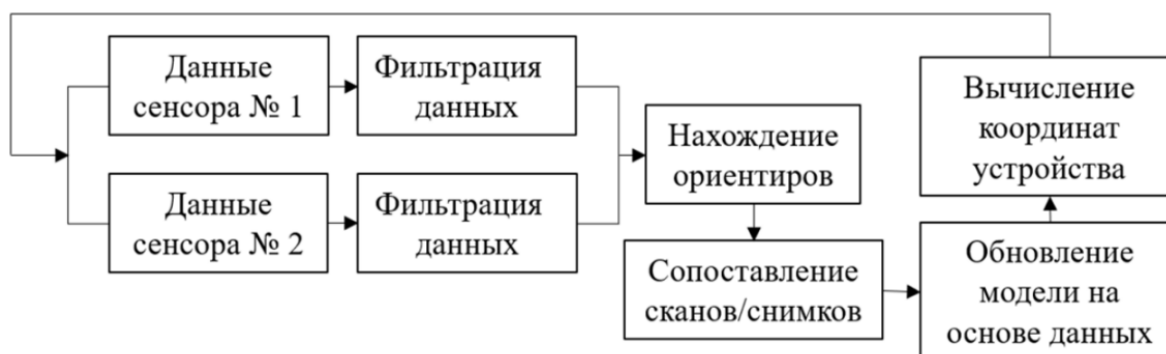 Данные
сенсора № 1
Фильтрация
данных
Данные
сенсора № 2
Фильтрация
данных
Нахождение
ориентиров
Сопоставление
сканов/снимков
Обновление
модели на
основе данных
Вычисление
координат
устройства